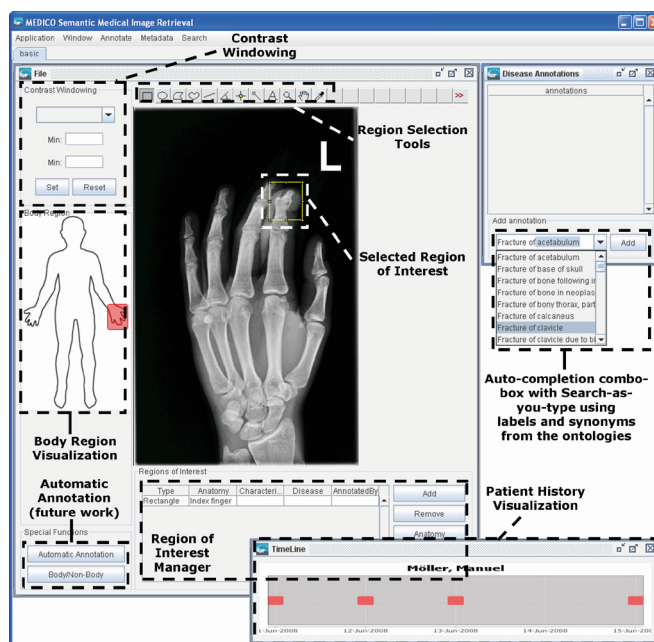 MEDICO Semantic Medical Image Retrieval
Application Window Annotate Metadata Search
Contrast
Windowing
basic
File
Disease Annotations
Contrast Windowing
annotations
>>
Region Selection
Tools
L
Min:
Min:
Set Reset
Body Region
Selected Region
of Interest
Add annotation
Fracture of acetabulum Add
Fracture of acetabulum
Fracture of base of skull
Fracture of bone following in
Fracture of bone in neoplas
Fracture of bony thorax, part
Fracture of calcaneus
Fracture of clavicle
Fracture of clavicle due to bi
Auto-completion combo-
box with Search-as-
you-type using
labels and synonyms
from the ontologies
Body Region
Visualization
Automatic
Annotation
(future work)
Regions of Interest
Type Anatomy Characteri... Disease AnnotatedBy
Rectangle Index finger
Add
Remove
Anatomy
Region of
Interest
Manager
Patient History
Visualization
Special Functions
Automatic Annotation
Body/Non-Body
TimeLine
Möller, Manuel
1-Jun-2008 12-Jun-2008 13-Jun-2008 14-Jun-2008 15-Jun-200